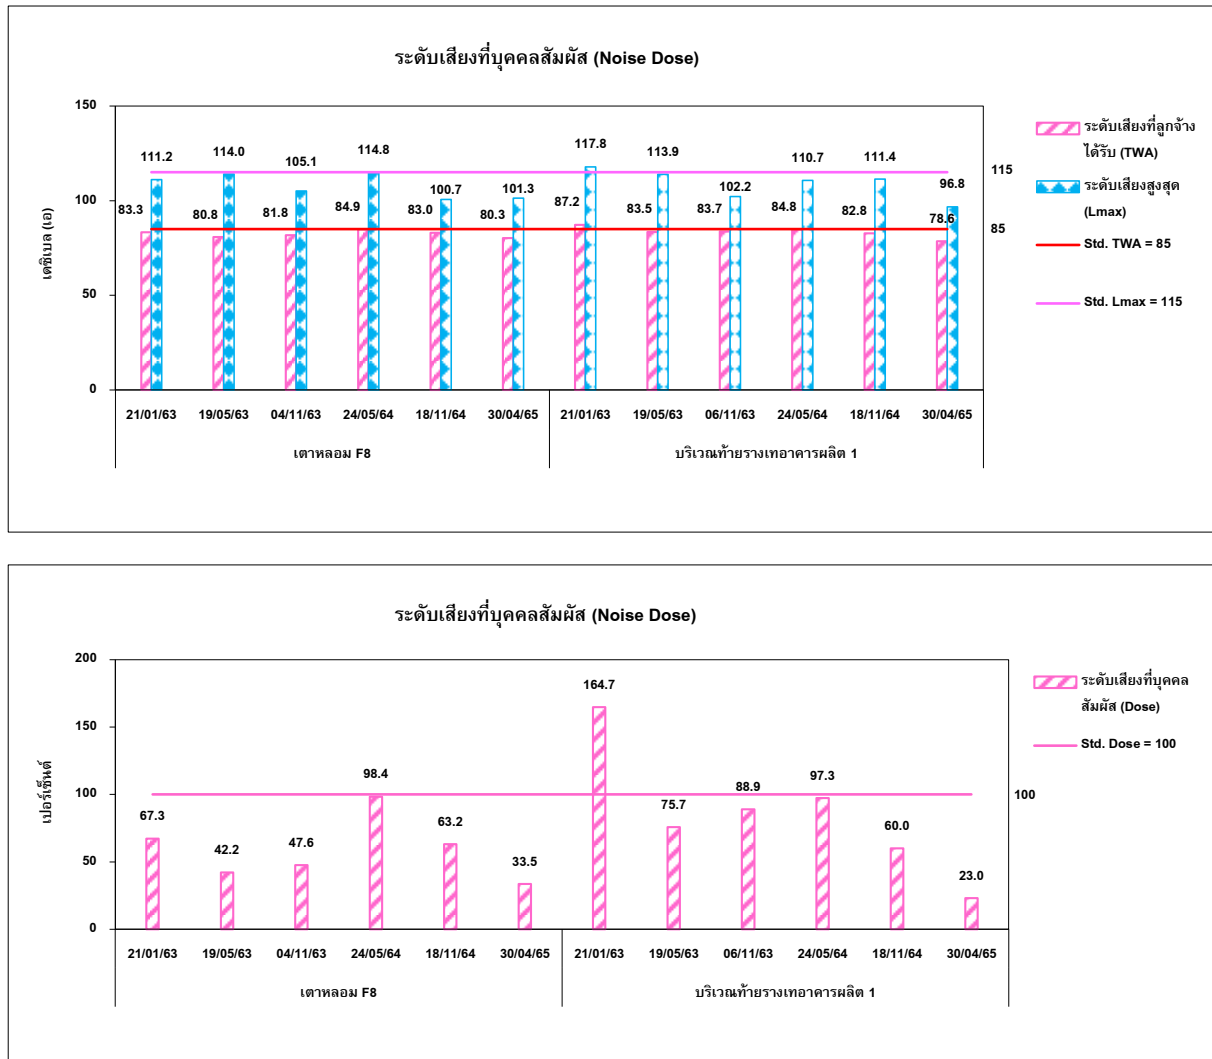 ระดับเสียงที่บุคคลสัมผัส (Noise Dose)
เดซิเบล (เอ)
150
100
50
0
111.2 114.0 105.1 114.8 100.7 101.3 117.8 113.9 102.2 110.7 111.4 96.8
83.3 80.8 81.8 84.9 83.0 80.3 87.2 83.5 83.7 84.8 82.8 78.6
115
85
21/01/63 19/05/63 04/11/63 24/05/64 18/11/64 30/04/65 21/01/63 19/05/63 06/11/63 24/05/64 18/11/64 30/04/65
เตาหลอม F8 บริเวณท้ายรางเทอาคารผลิต 1
ระดับเสียงที่ลูกจ้าง
ได้รับ (TWA)
ระดับเสียงสูงสุด
(Lmax)
Std. TWA = 85
Std. Lmax = 115
ระดับเสียงที่บุคคลสัมผัส (Noise Dose)
เปอร์เซ็นต์
200
150
100
50
0
67.3 42.2 47.6 98.4 63.2 33.5 164.7 75.7 88.9 97.3 60.0 23.0
100
21/01/63 19/05/63 04/11/63 24/05/64 18/11/64 30/04/65 21/01/63 19/05/63 06/11/63 24/05/64 18/11/64 30/04/65
เตาหลอม F8 บริเวณท้ายรางเทอาคารผลิต 1
ระดับเสียงที่บุคคล
สัมผัส (Dose)
Std. Dose = 100